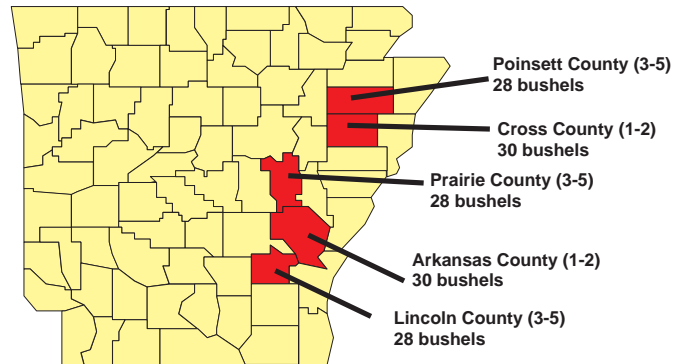 Poinsett County (3-5)
28 bushels
Cross County (1-2)
30 bushels
Prairie County (3-5)
28 bushels
Arkansas County (1-2)
30 bushels
Lincoln County (3-5)
28 bushels